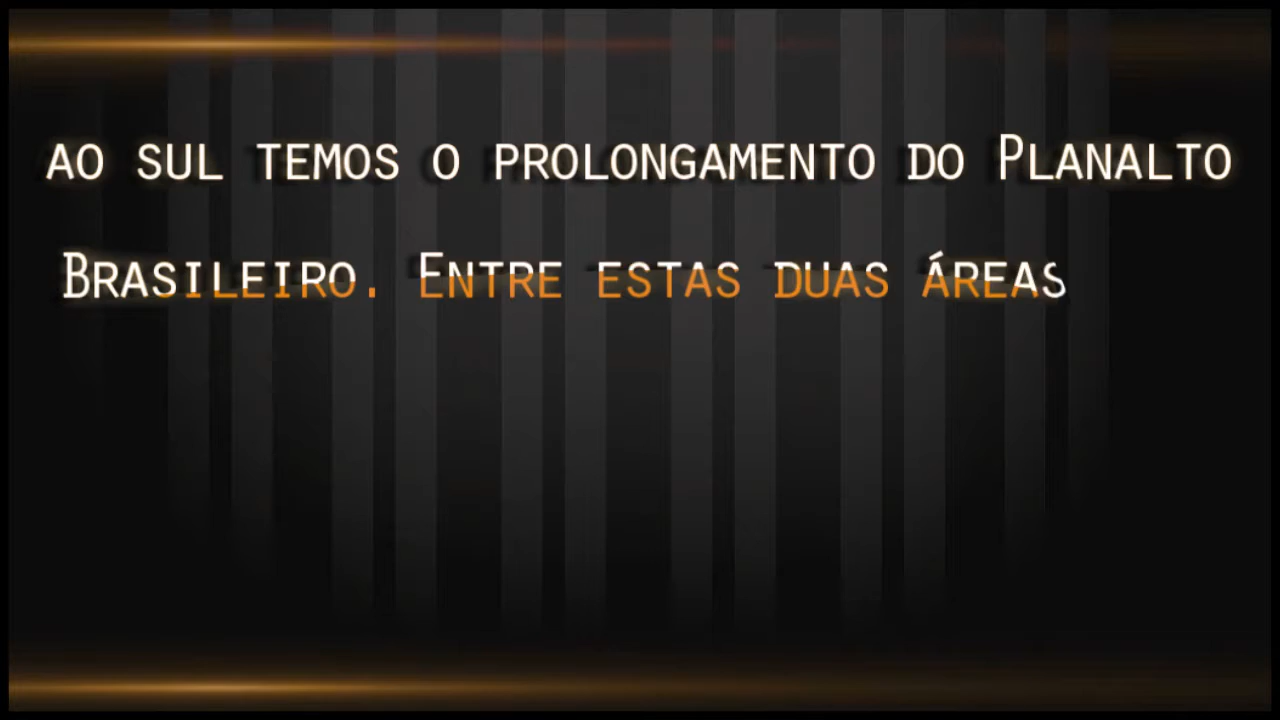 ao sul temos o prolongamento do Planalto
Brasileiro. Entre estas duas áreas